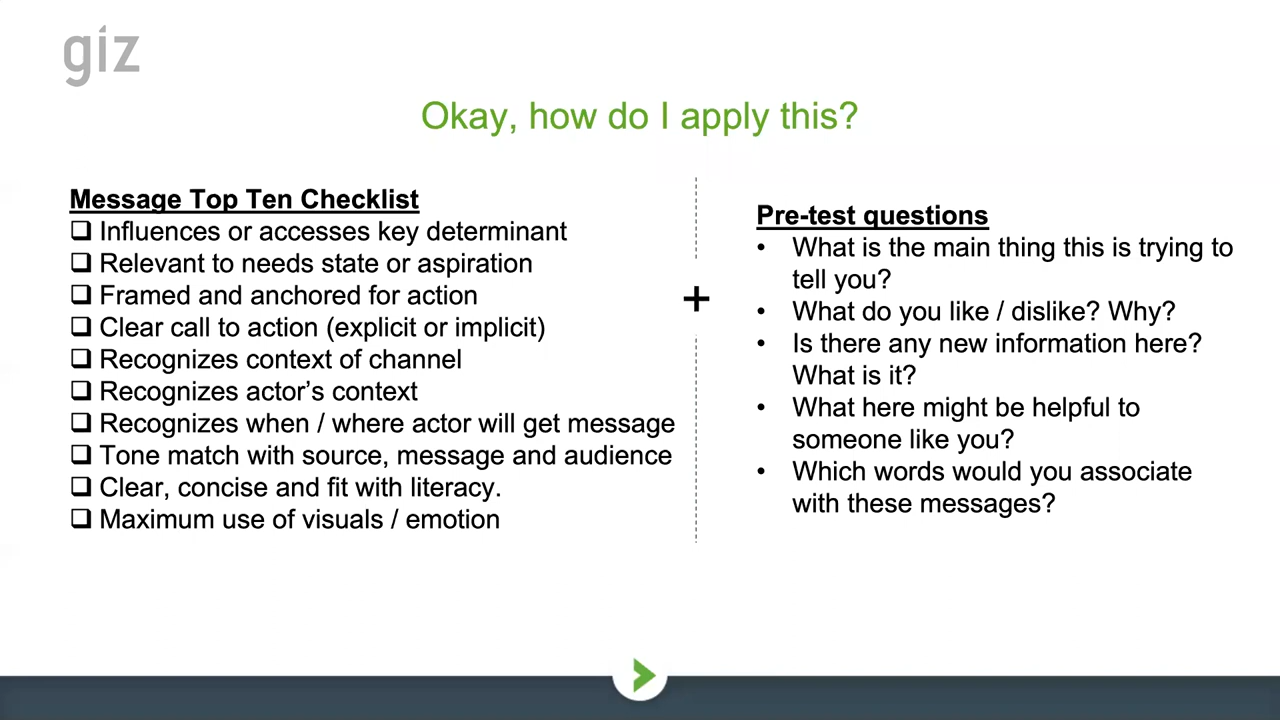 giz
Okay, how do I apply this?
Message Top Ten Checklist
❑ Influences or accesses key determinant
❑ Relevant to needs state or aspiration
❑ Framed and anchored for action
❑ Clear call to action (explicit or implicit)
❑ Recognizes context of channel
❑ Recognizes actor's context
❑ Recognizes when / where actor will get message
❑ Tone match with source, message and audience
❑ Clear, concise and fit with literacy.
❑ Maximum use of visuals / emotion
+
Pre-test questions
• What is the main thing this is trying to
tell you?
• What do you like / dislike? Why?
• Is there any new information here?
What is it?
• What here might be helpful to
someone like you?
• Which words would you associate
with these messages?